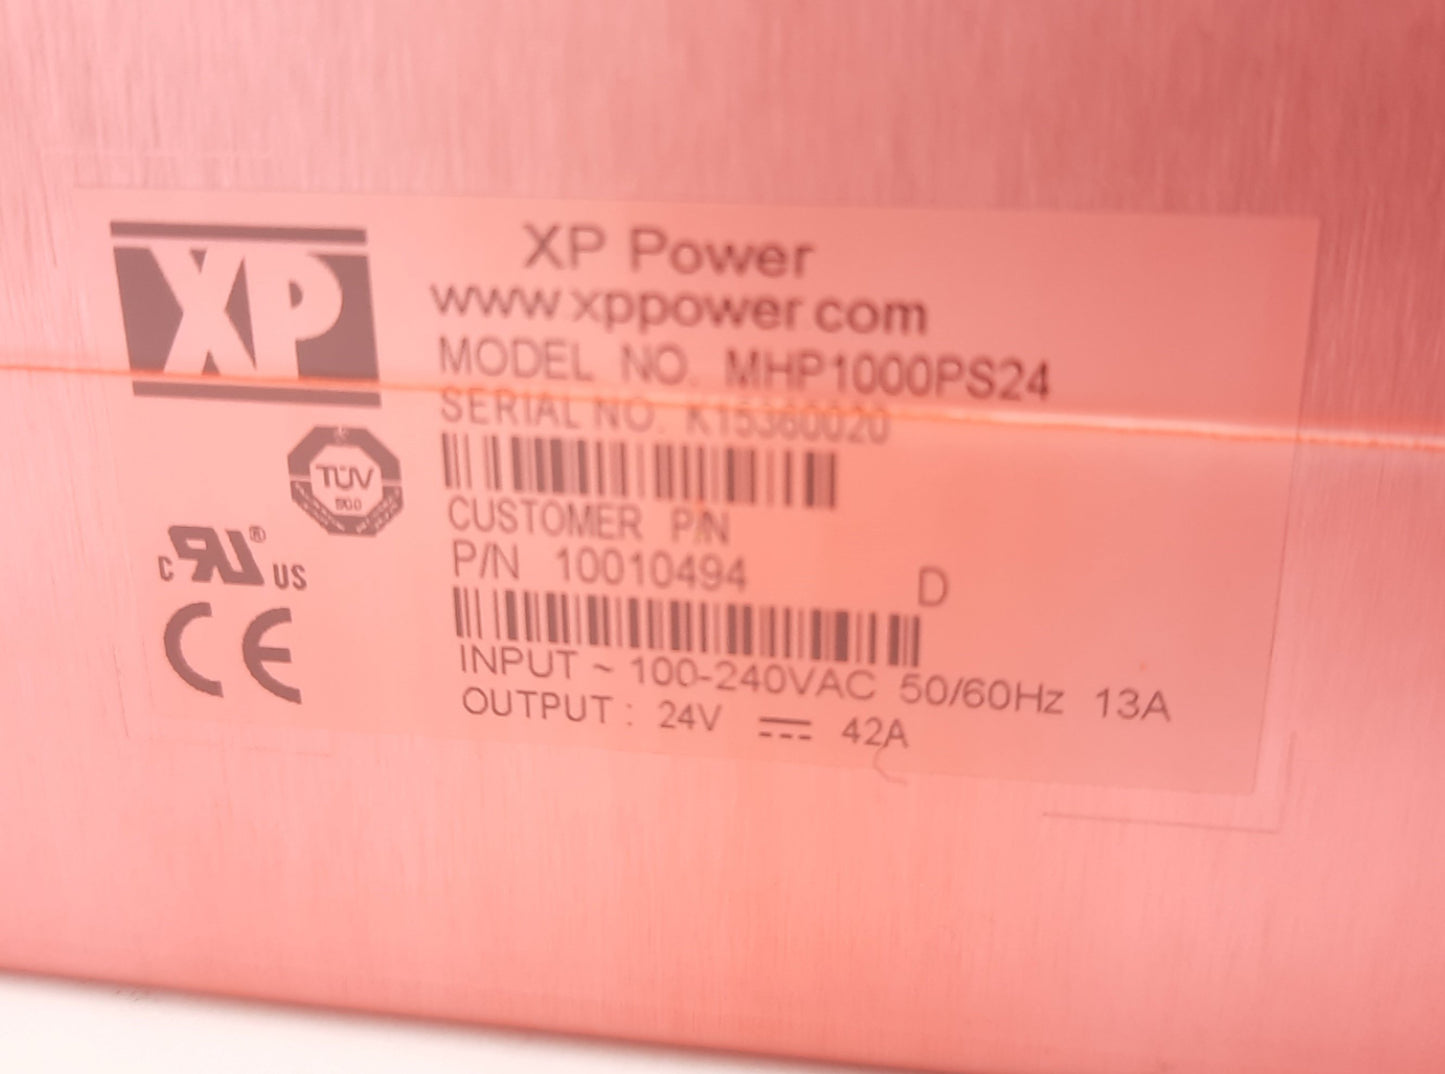 XP
XP Power
www.xppower.com
MODEL NO. MHP1000PS24
SERIAL NO. K15360020
TÜV
CUSTOMER P/N
P/N 10010494 D
C RU ® US
CE
INPUT ~ 100-240VAC 50/60Hz 13A
OUTPUT : 24V 42A